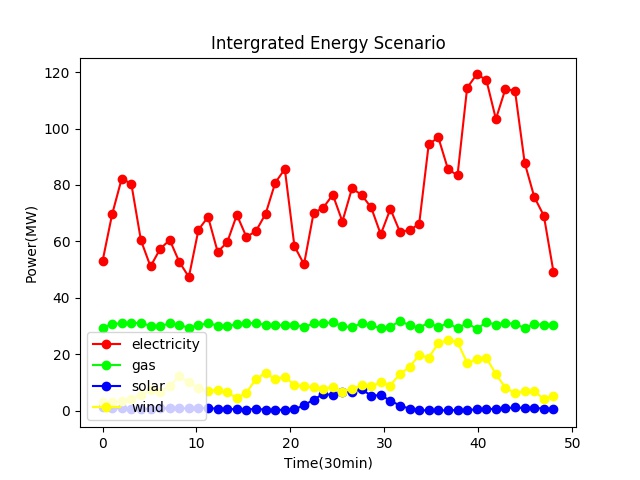 Intergrated Energy Scenario
Power(MW)
120
100
80
60
40
20
0
electricity
gas
solar
wind
0 10 20 30 40 50
Time(30min)